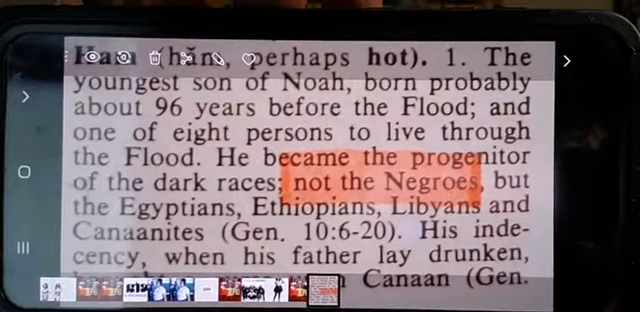 Ham (hăm, perhaps hot). 1. The
youngest son of Noah, born probably
about 96 years before the Flood; and
one of eight persons to live through
the Flood. He became the progenitor
of the dark races; not the Negroes, but
the Egyptians, Ethiopians, Libyans and
Canaanites (Gen. 10:6-20). His inde-
cency, when his father lay drunken,
Canaan (Gen.